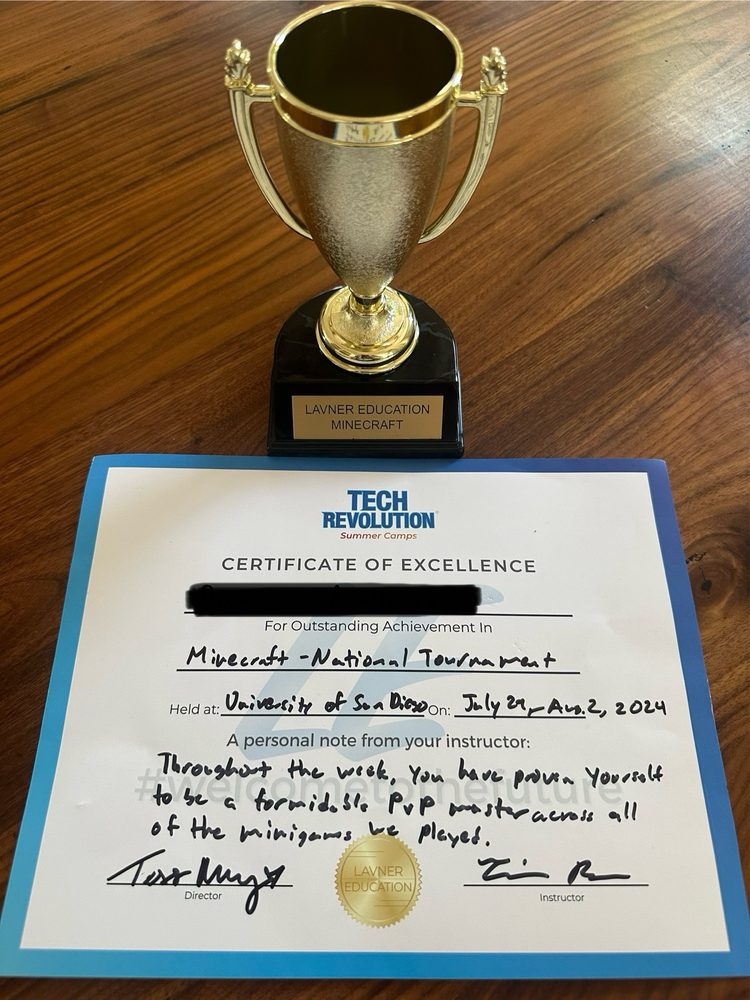 LAVNER EDUCATION
MINECRAFT
TECH
REVOLUTION
Summer Camps
CERTIFICATE OF EXCELLENCE
For Outstanding Achievement In
Minecraft - National Tournament
Held at: University of San Diego On: July 29 - Aug. 2, 2024
A personal note from your instructor:
#welcometothefuture
Throughout the week, you have proven yourself
to be a formidable PvP master across all
of the minigames we played.
LAVNER
EDUCATION
Director
Instructor